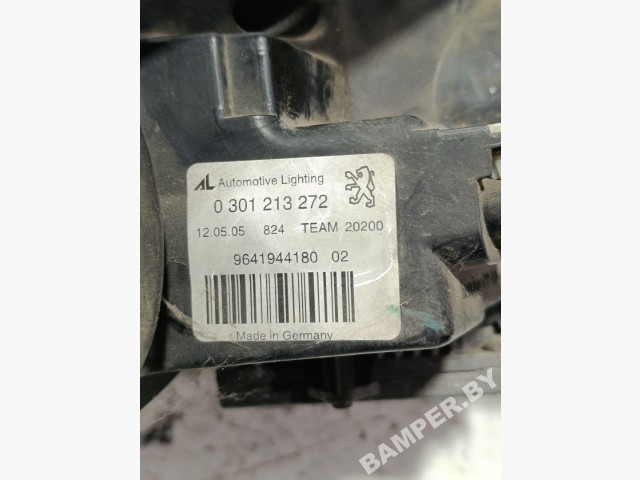 AL Automotive Lighting
0 301 213 272
12.05.05 824 TEAM 20200
9641944180 02
Made in Germany
BAMPER.BY